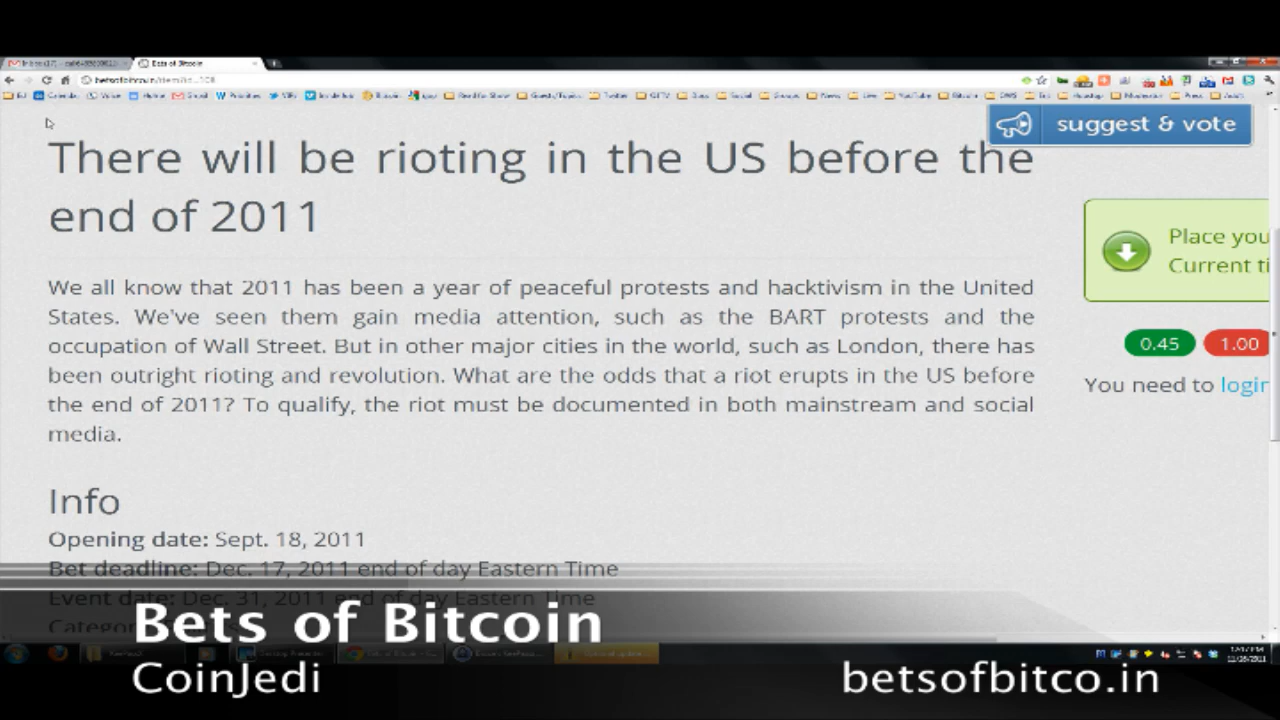 Bets of Bitcoin
suggest & vote
There will be rioting in the US before the
end of 2011
Place you
Current ti
We all know that 2011 has been a year of peaceful protests and hacktivism in the United
States. We've seen them gain media attention, such as the BART protests and the
occupation of Wall Street. But in other major cities in the world, such as London, there has
been outright rioting and revolution. What are the odds that a riot erupts in the US before
the end of 2011? To qualify, the riot must be documented in both mainstream and social
media.
0.45 1.00
You need to login
Info
Opening date: Sept. 18, 2011
Bet deadline: Dec. 17, 2011 end of day Eastern Time
Event date: Dec. 31, 2011 end of day Eastern Time
Bets of Bitcoin
CoinJedi
betsofbitco.in